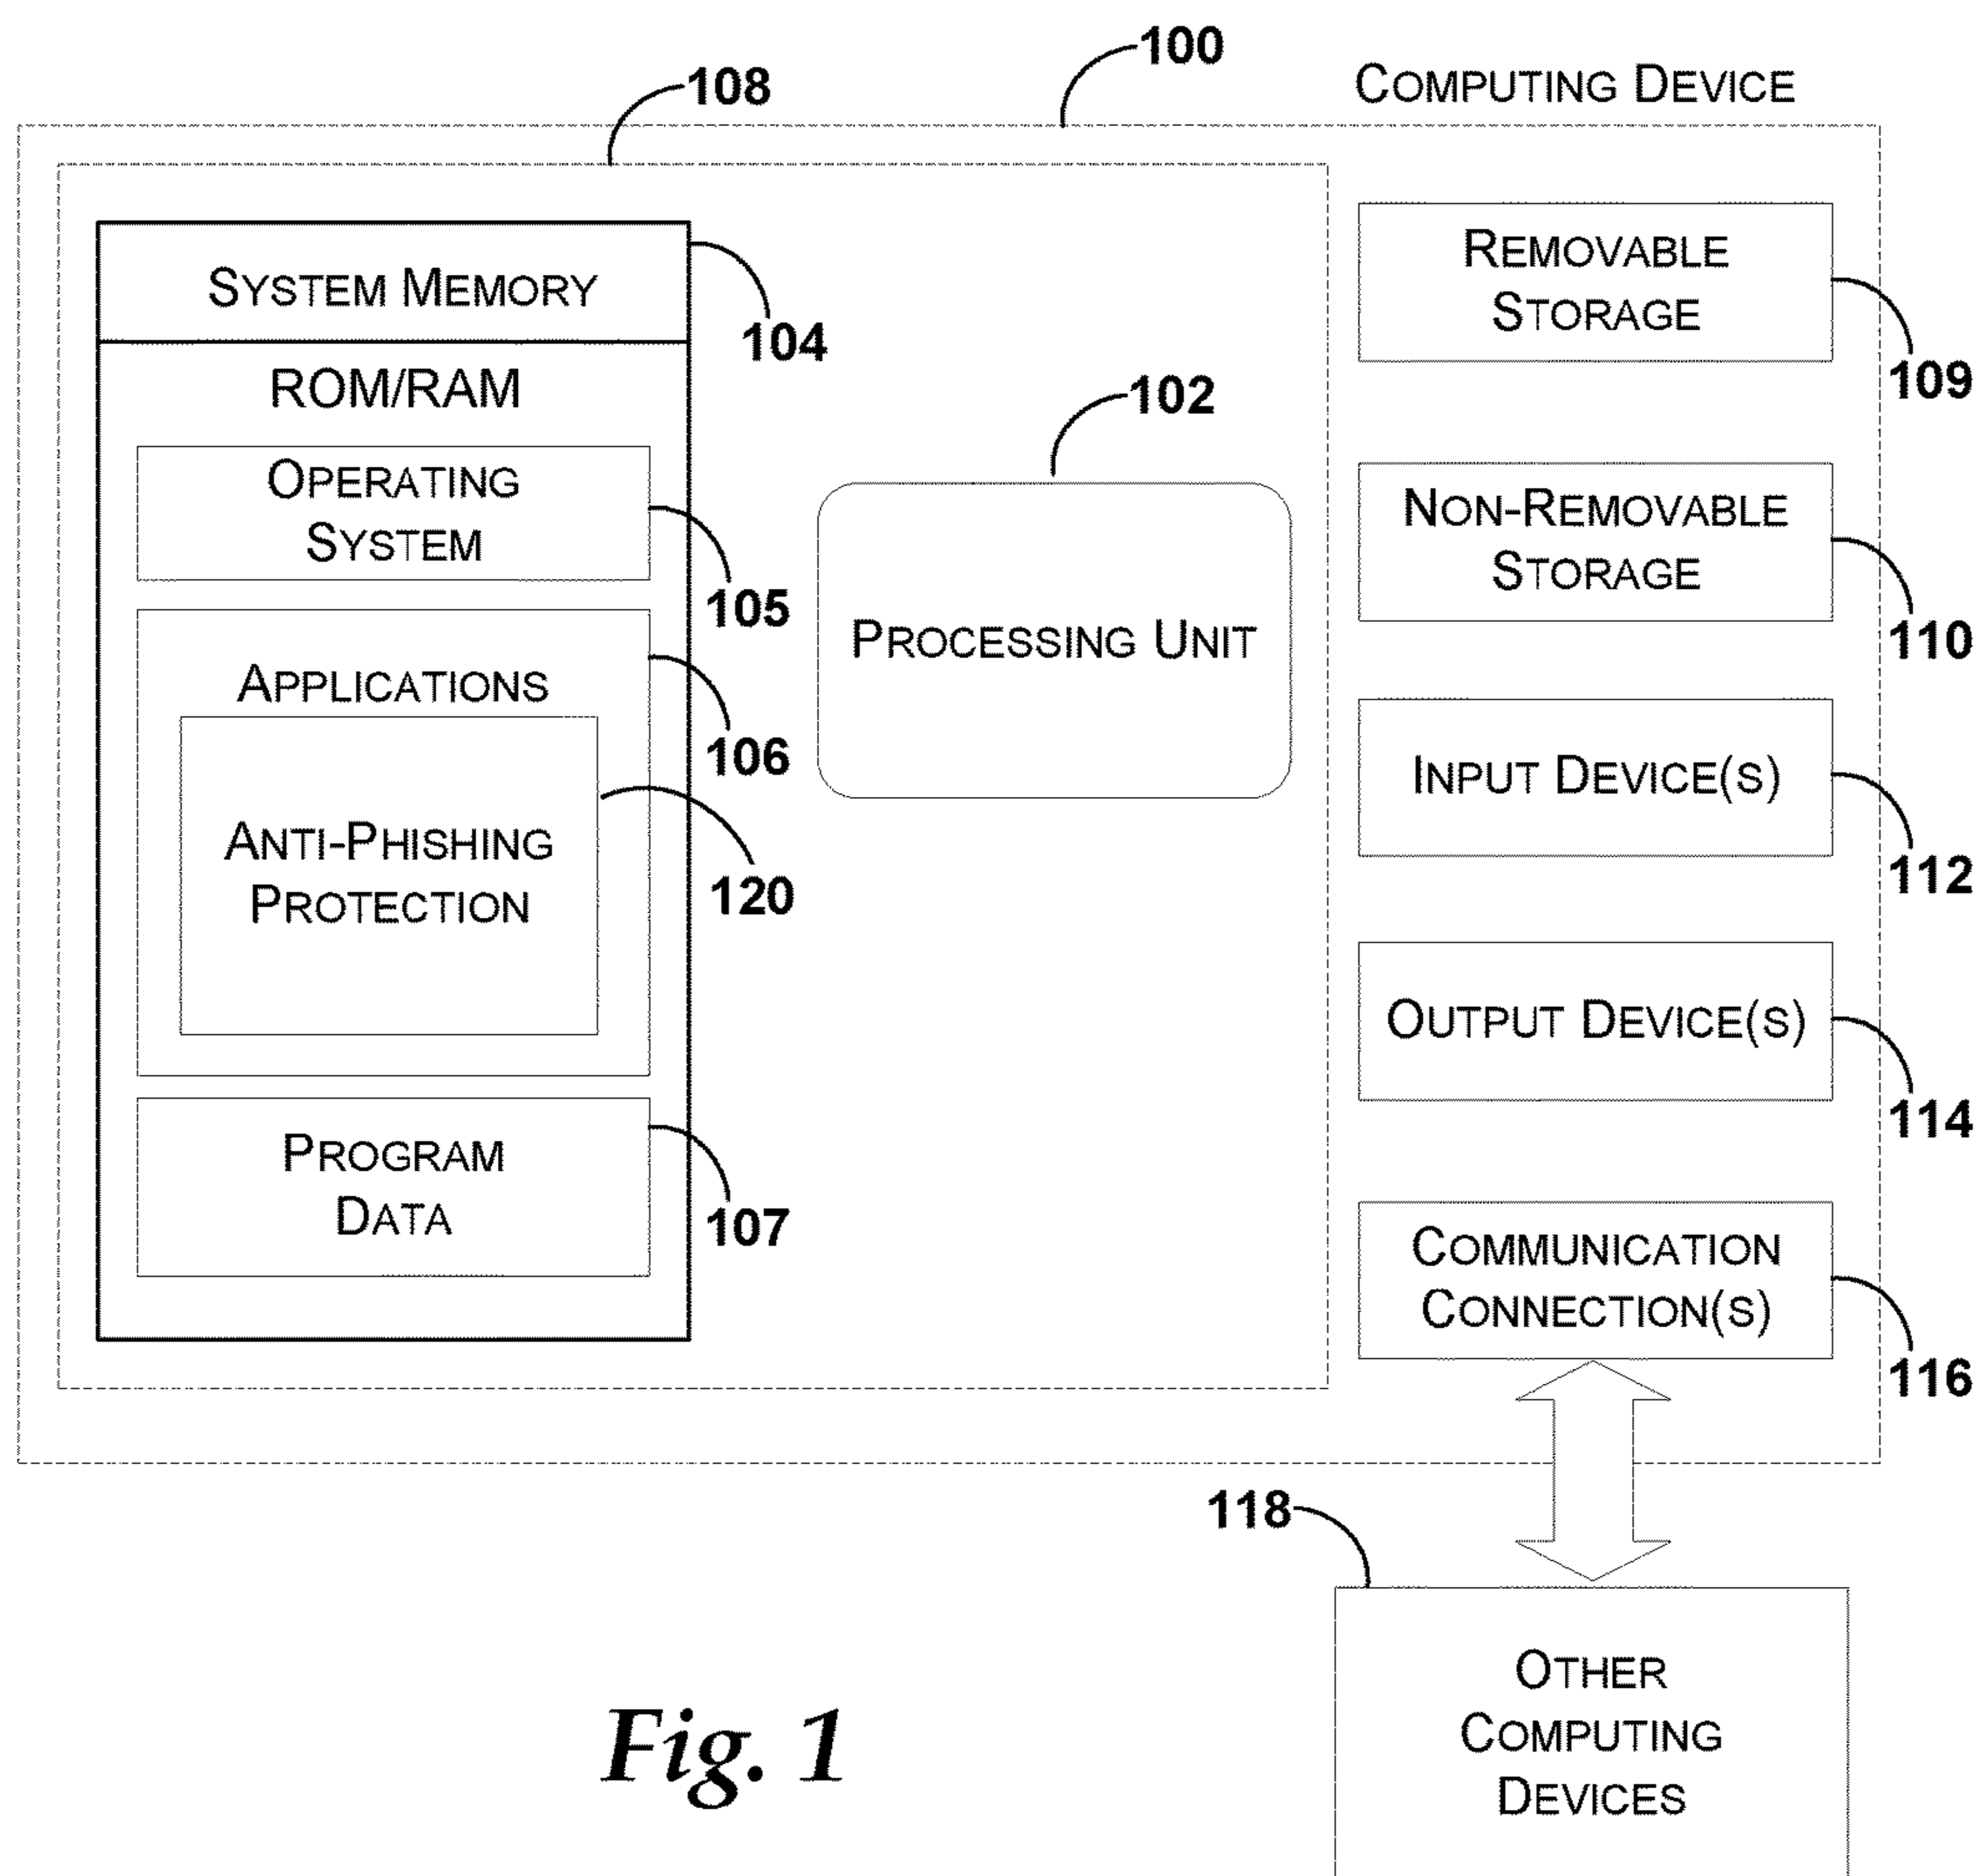 100
COMPUTING DEVICE
108
SYSTEM MEMORY
104
ROM/RAM
OPERATING
SYSTEM
105
APPLICATIONS
106
ANTI-PHISHING
PROTECTION
120
PROGRAM
DATA
107
102
PROCESSING UNIT
REMOVABLE
STORAGE
109
NON-REMOVABLE
STORAGE
110
INPUT DEVICE(S)
112
OUTPUT DEVICE(S)
114
COMMUNICATION
CONNECTION(S)
116
118
OTHER
COMPUTING
DEVICES
Fig. 1